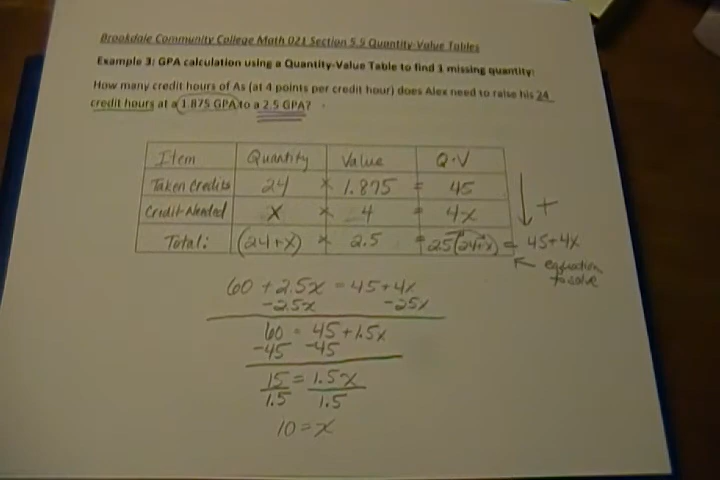 Brookdale Community College Math 021 Section 5.5 Quantity-Value Tables
Example 3: GPA calculation using a Quantity-Value Table to find 1 missing quantity:
How many credit hours of As (at 4 points per credit hour) does Alex need to raise his 24
credit hours at a 1.875 GPA to a 2.5 GPA?
Item Quantity Value Q·V
Taken Credits 24 × 1.875 = 45
Credit Needed x × 4 = 4x +
Total: (24+x) × 2.5 = 2.5(24+x) = 45+4x
equation
to solve
60 + 2.5x = 45+4x
-2.5x -2.5x
60 = 45 + 1.5x
-45 -45
15 = 1.5x
1.5 1.5
10 = x